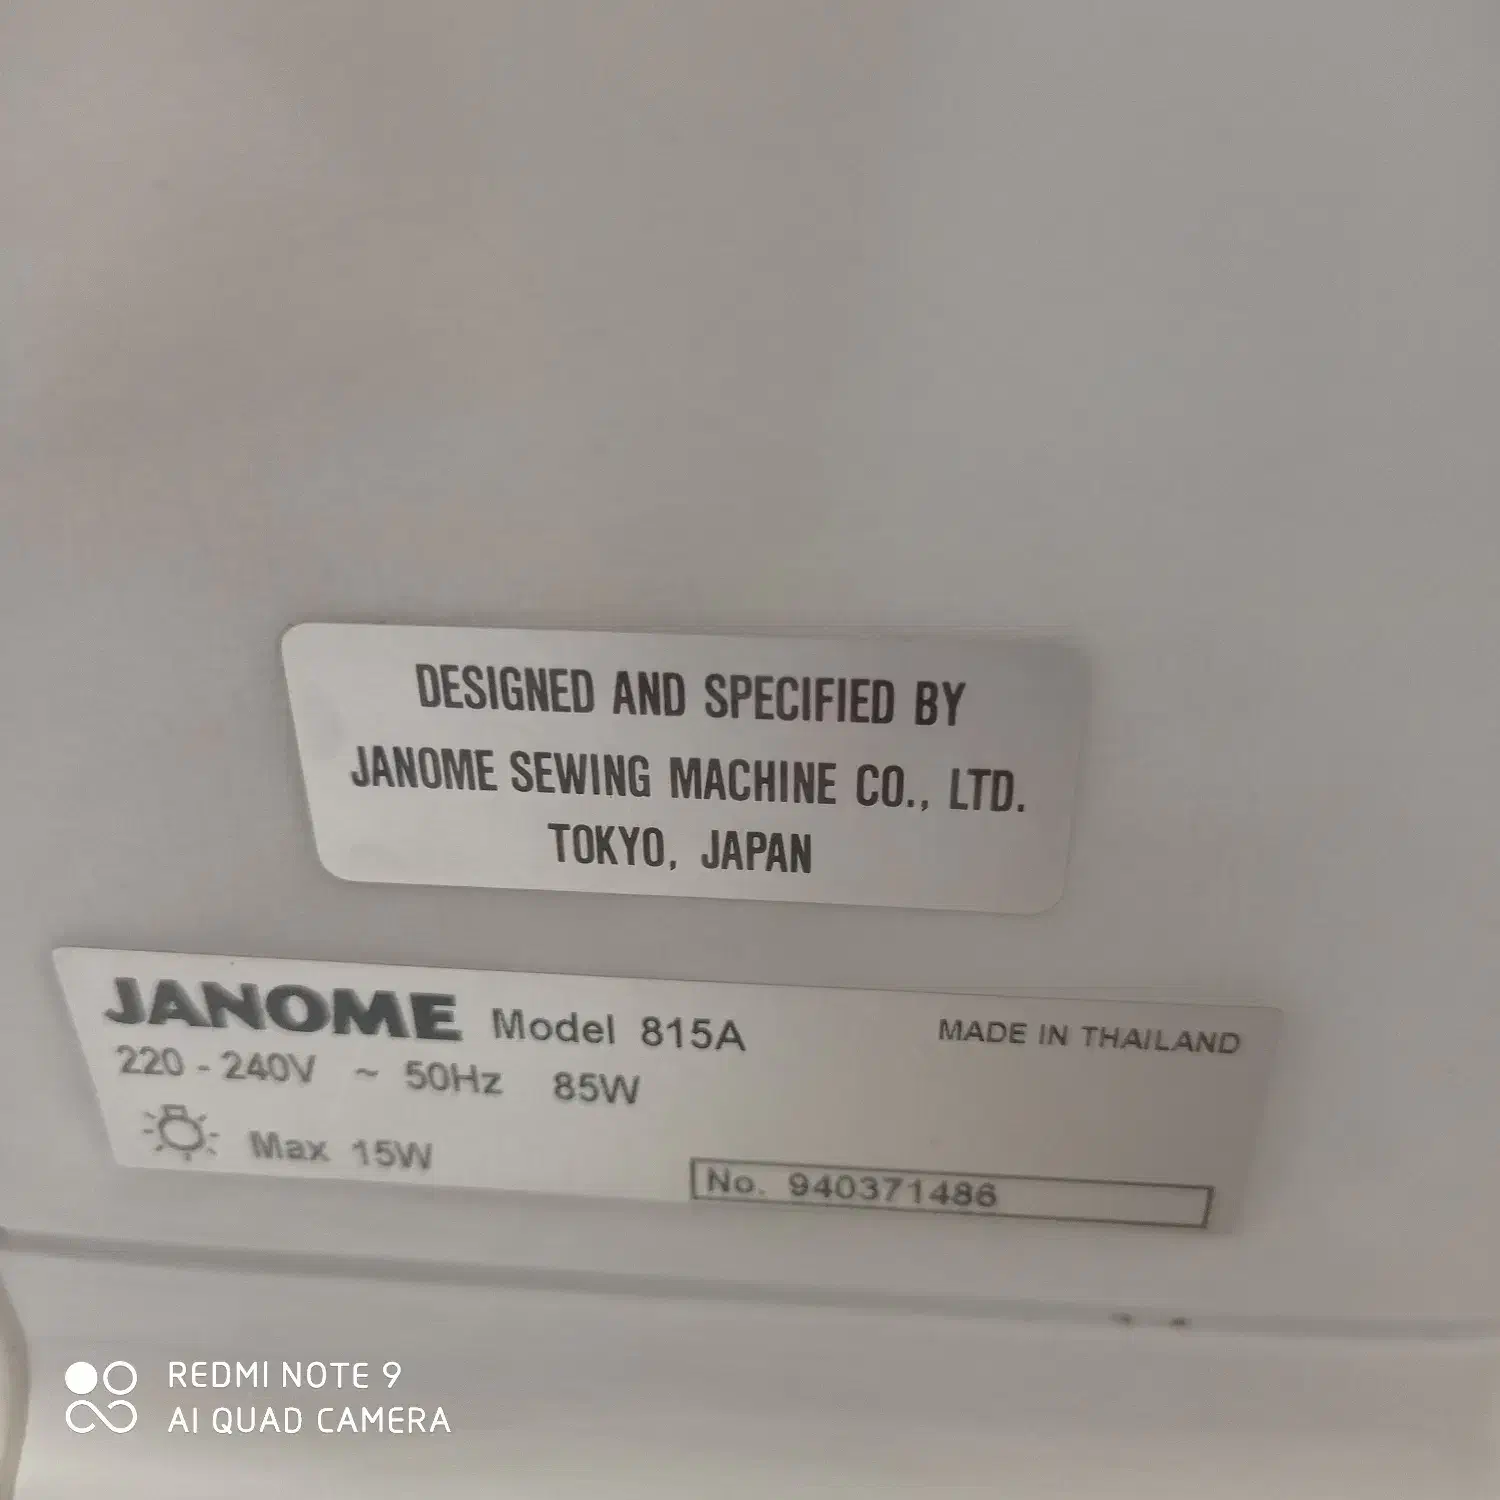 DESIGNED AND SPECIFIED BY
JANOME SEWING MACHINE CO., LTD.
TOKYO, JAPAN
JANOME Model 815A MADE IN THAILAND
220 - 240V ~ 50Hz 85W
Max 15W
No. 940371486
REDMI NOTE 9
AI QUAD CAMERA